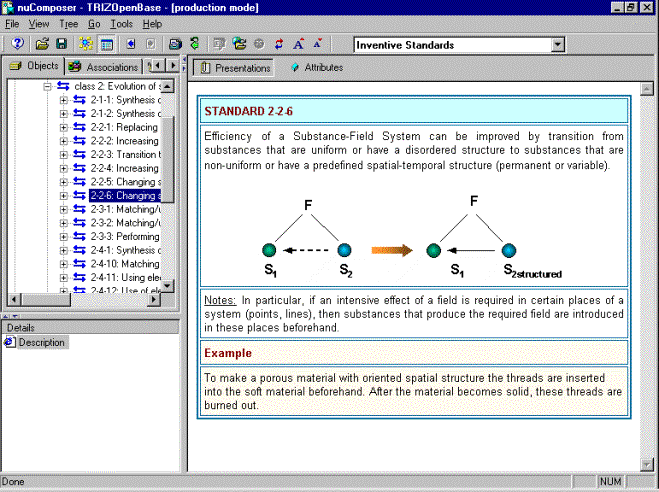 nuComposer - TRIZOpenBase - [production mode]
File View Tree Go Tools Help
Inventive Standards
Objects Associations
Presentations Attributes
class 2: Evolution of s
2-1-1: Synthesis o
2-1-2: Synthesis o
2-2-1: Replacing
2-2-2: Increasing
2-2-3: Transition t
2-2-4: Increasing
2-2-5: Changing s
2-2-6: Changing s
2-3-1: Matching/u
2-3-2: Matching/u
2-3-3: Performing
2-4-1: Synthesis o
2-4-10: Matching
2-4-11: Using elec
2-4-12: Use of ele
Details
Description
STANDARD 2-2-6
Efficiency of a Substance-Field System can be improved by transition from
substances that are uniform or have a disordered structure to substances that are
non-uniform or have a predefined spatial-temporal structure (permanent or variable).
F F
S1 S2 S1 S2structured
Notes: In particular, if an intensive effect of a field is required in certain places of a
system (points, lines), then substances that produce the required field are introduced
in these places beforehand.
Example
To make a porous material with oriented spatial structure the threads are inserted
into the soft material beforehand. After the material becomes solid, these threads are
burned out.
Done NUM